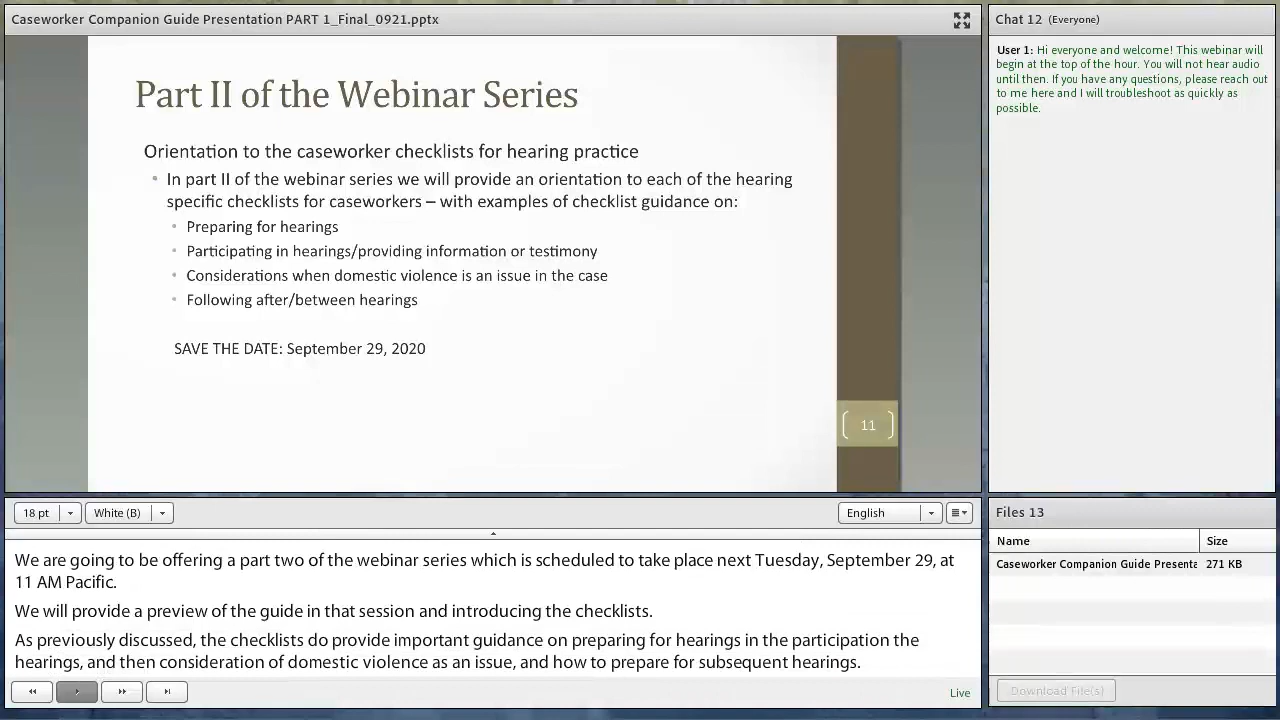 Caseworker Companion Guide Presentation PART 1_Final_0921.pptx
Part II of the Webinar Series
Orientation to the caseworker checklists for hearing practice
• In part II of the webinar series we will provide an orientation to each of the hearing
specific checklists for caseworkers – with examples of checklist guidance on:
• Preparing for hearings
• Participating in hearings/providing information or testimony
• Considerations when domestic violence is an issue in the case
• Following after/between hearings
SAVE THE DATE: September 29, 2020
11
Chat 12 (Everyone)
User 1: Hi everyone and welcome! This webinar will
begin at the top of the hour. You will not hear audio
until then. If you have any questions, please reach out
to me here and I will troubleshoot as quickly as
possible.
18 pt
White (B)
English
We are going to be offering a part two of the webinar series which is scheduled to take place next Tuesday, September 29, at
11 AM Pacific.
We will provide a preview of the guide in that session and introducing the checklists.
As previously discussed, the checklists do provide important guidance on preparing for hearings in the participation the
hearings, and then consideration of domestic violence as an issue, and how to prepare for subsequent hearings.
Live
Files 13
Name Size
Caseworker Companion Guide Presenta 271 KB
Download File(s)